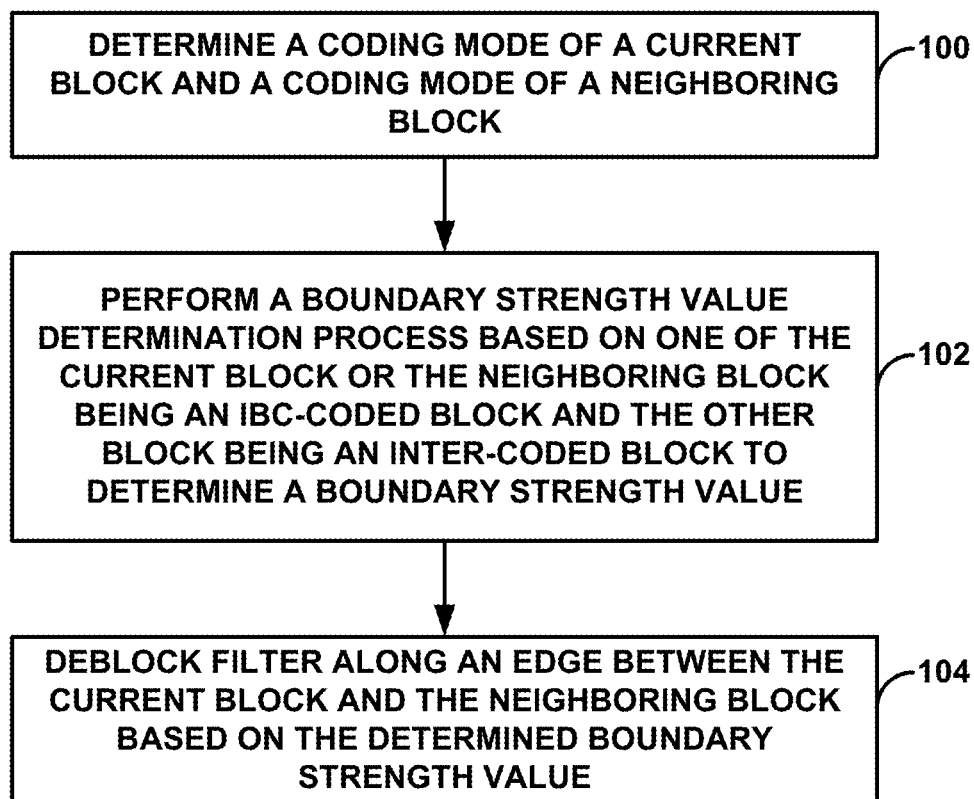 DETERMINE A CODING MODE OF A CURRENT
BLOCK AND A CODING MODE OF A NEIGHBORING
BLOCK
100
PERFORM A BOUNDARY STRENGTH VALUE
DETERMINATION PROCESS BASED ON ONE OF THE
CURRENT BLOCK OR THE NEIGHBORING BLOCK
BEING AN IBC-CODED BLOCK AND THE OTHER
BLOCK BEING AN INTER-CODED BLOCK TO
DETERMINE A BOUNDARY STRENGTH VALUE
102
DEBLOCK FILTER ALONG AN EDGE BETWEEN THE
CURRENT BLOCK AND THE NEIGHBORING BLOCK
BASED ON THE DETERMINED BOUNDARY
STRENGTH VALUE
104